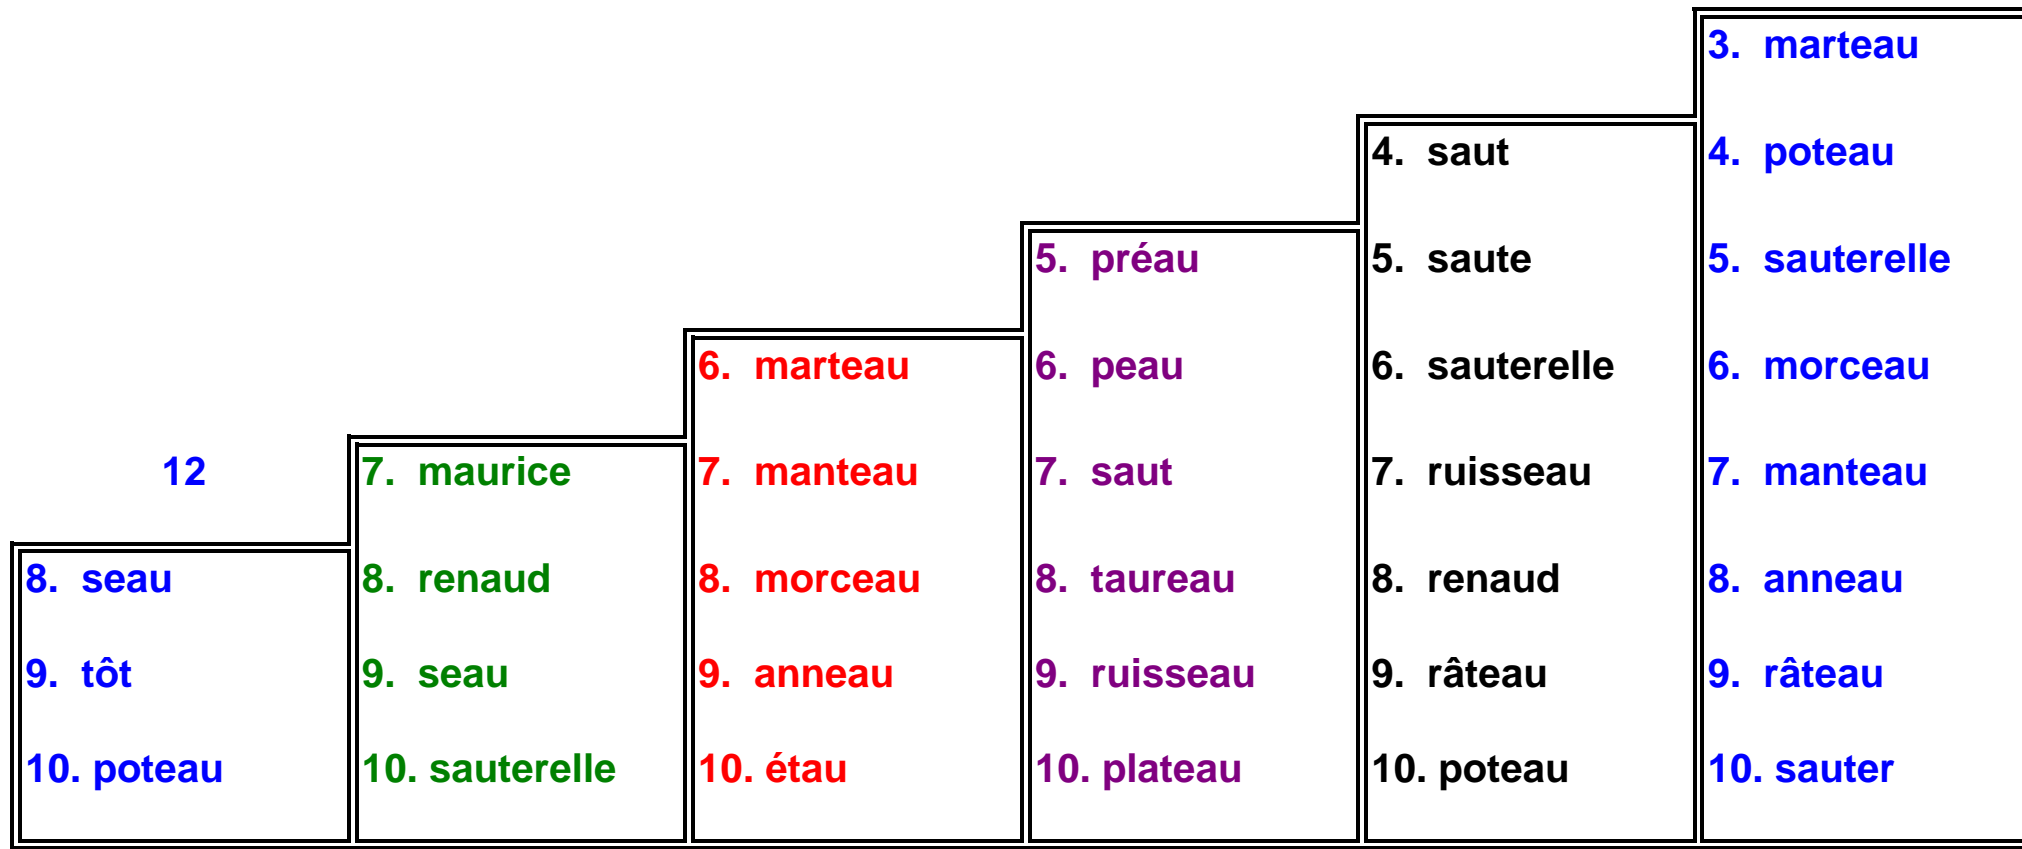 12
8. seau
9. tôt
10. poteau
7. maurice
8. renaud
9. seau
10. sauterelle
6. marteau
7. manteau
8. morceau
9. anneau
10. étau
5. préau
6. peau
7. saut
8. taureau
9. ruisseau
10. plateau
4. saut
5. saute
6. sauterelle
7. ruisseau
8. renaud
9. râteau
10. poteau
3. marteau
4. poteau
5. sauterelle
6. morceau
7. manteau
8. anneau
9. râteau
10. sauter